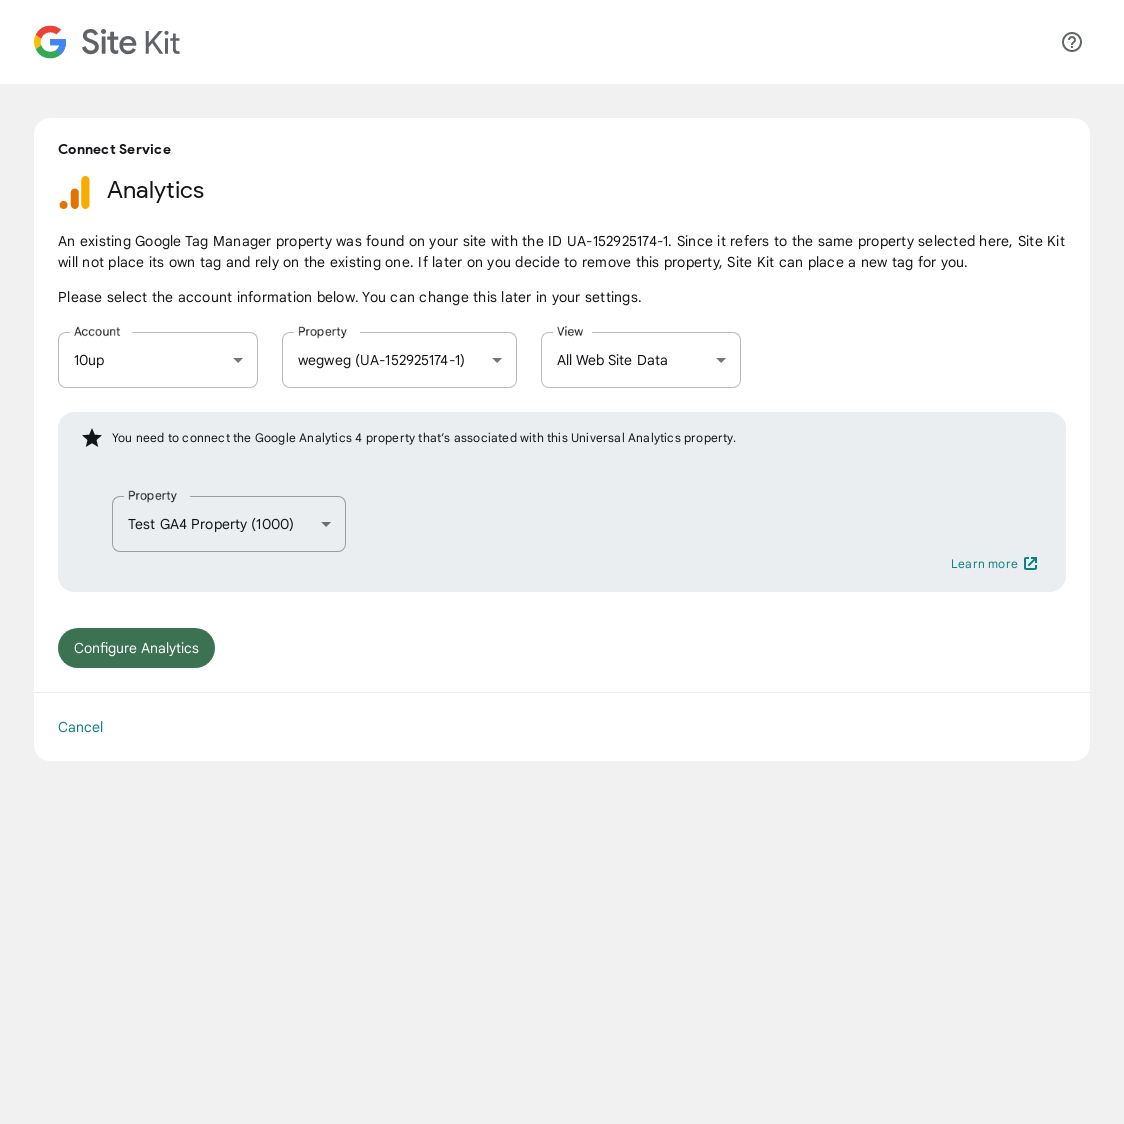 Site Kit
Connect Service
Analytics
An existing Google Tag Manager property was found on your site with the ID UA-152925174-1. Since it refers to the same property selected here, Site Kit
will not place its own tag and rely on the existing one. If later on you decide to remove this property, Site Kit can place a new tag for you.
Please select the account information below. You can change this later in your settings.
Account
Property
View
10up
wegweg (UA-152925174-1)
All Web Site Data
You need to connect the Google Analytics 4 property that’s associated with this Universal Analytics property.
Property
Test GA4 Property (1000)
Learn more
Configure Analytics
Cancel